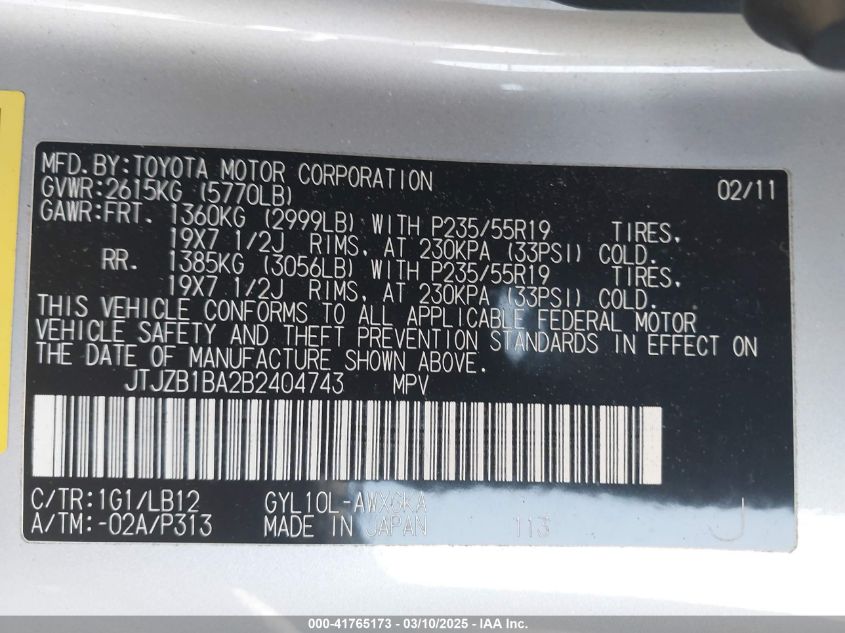 MFD. BY: TOYOTA MOTOR CORPORATION 02/11
GVWR: 2615KG (5770LB)
GAWR: FRT. 1360KG (2999LB) WITH P235/55R19 TIRES,
19X7 1/2J RIMS, AT 230KPA (33PSI) COLD.
RR. 1385KG (3056LB) WITH P235/55R19 TIRES,
19X7 1/2J RIMS, AT 230KPA (33PSI) COLD.
THIS VEHICLE CONFORMS TO ALL APPLICABLE FEDERAL MOTOR
VEHICLE SAFETY AND THEFT PREVENTION STANDARDS IN EFFECT ON
THE DATE OF MANUFACTURE SHOWN ABOVE.
JTJZB1BA2B2404743 MPV
C/TR: 1G1/LB12 GYL10L-AWXGKA
A/TM: -02A/P313 MADE IN JAPAN 113 J
000-41765173 - 03/10/2025 - IAA Inc.